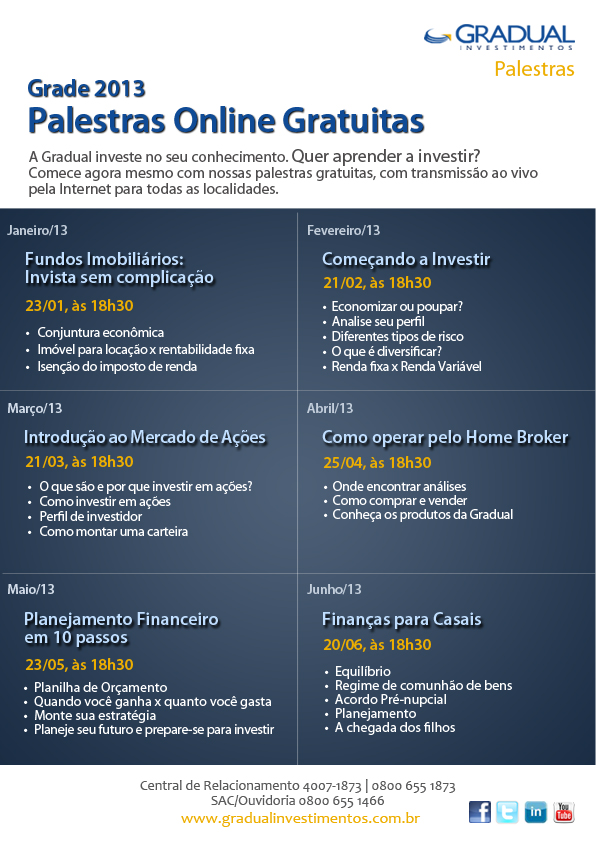 GRADUAL
INVESTIMENTOS
Palestras
Grade 2013
Palestras Online Gratuitas
A Gradual investe no seu conhecimento. Quer aprender a investir?
Comece agora mesmo com nossas palestras gratuitas, com transmissão ao vivo
pela Internet para todas as localidades.
Janeiro/13
Fundos Imobiliários:
Invista sem complicação
23/01, às 18h30
• Conjuntura econômica
• Imóvel para locação x rentabilidade fixa
• Isenção do imposto de renda
Fevereiro/13
Começando a Investir
21/02, às 18h30
• Economizar ou poupar?
• Analise seu perfil
• Diferentes tipos de risco
• O que é diversificar?
• Renda fixa x Renda Variável
Março/13
Introdução ao Mercado de Ações
21/03, às 18h30
• O que são e por que investir em ações?
• Como investir em ações
• Perfil de investidor
• Como montar uma carteira
Abril/13
Como operar pelo Home Broker
25/04, às 18h30
• Onde encontrar análises
• Como comprar e vender
• Conheça os produtos da Gradual
Maio/13
Planejamento Financeiro
em 10 passos
23/05, às 18h30
• Planilha de Orçamento
• Quando você ganha x quanto você gasta
• Monte sua estratégia
• Planeje seu futuro e prepare-se para investir
Junho/13
Finanças para Casais
20/06, às 18h30
• Equilíbrio
• Regime de comunhão de bens
• Acordo Pré-nupcial
• Planejamento
• A chegada dos filhos
Central de Relacionamento 4007-1873 | 0800 655 1873
SAC/Ouvidoria 0800 655 1466
www.gradualinvestimentos.com.br
f
t
in
You
Tube